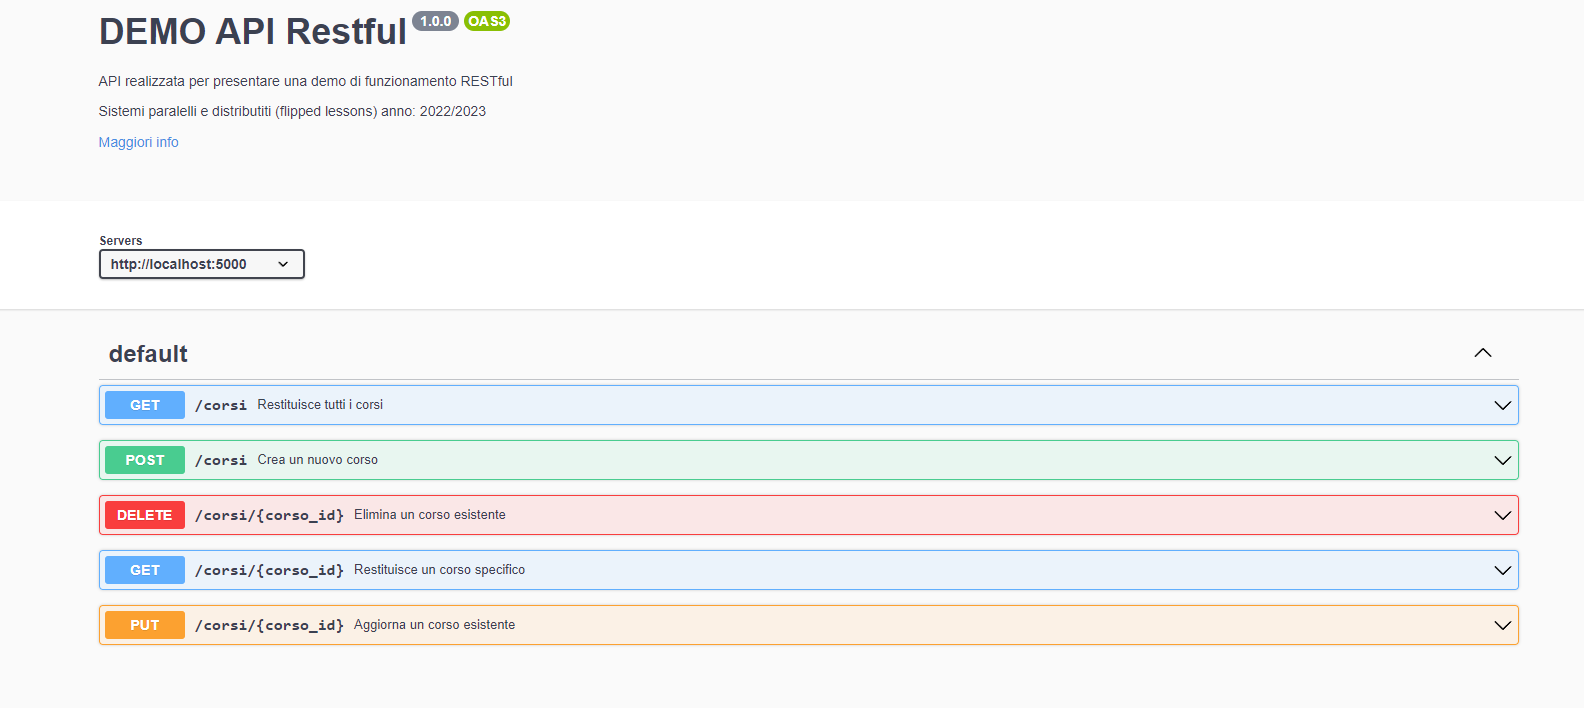 DEMO API Restful 1.0.0 OAS3
API realizzata per presentare una demo di funzionamento RESTful
Sistemi paralelli e distributiti (flipped lessons) anno: 2022/2023
Maggiori info
Servers
http://localhost:5000
default
GET /corsi Restituisce tutti i corsi
POST /corsi Crea un nuovo corso
DELETE /corsi/{corso_id} Elimina un corso esistente
GET /corsi/{corso_id} Restituisce un corso specifico
PUT /corsi/{corso_id} Aggiorna un corso esistente